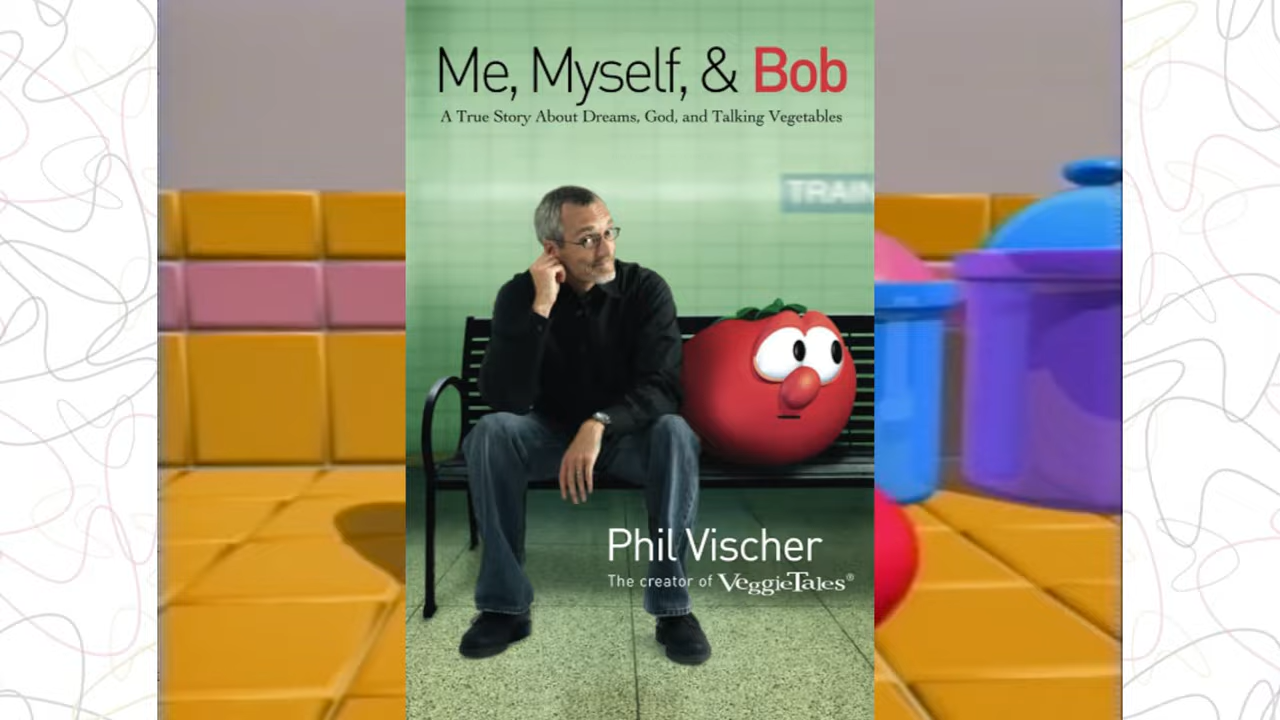 Me, Myself, & Bob
A True Story About Dreams, God, and Talking Vegetables
TRAIN
Phil Vischer
The creator of VeggieTales®